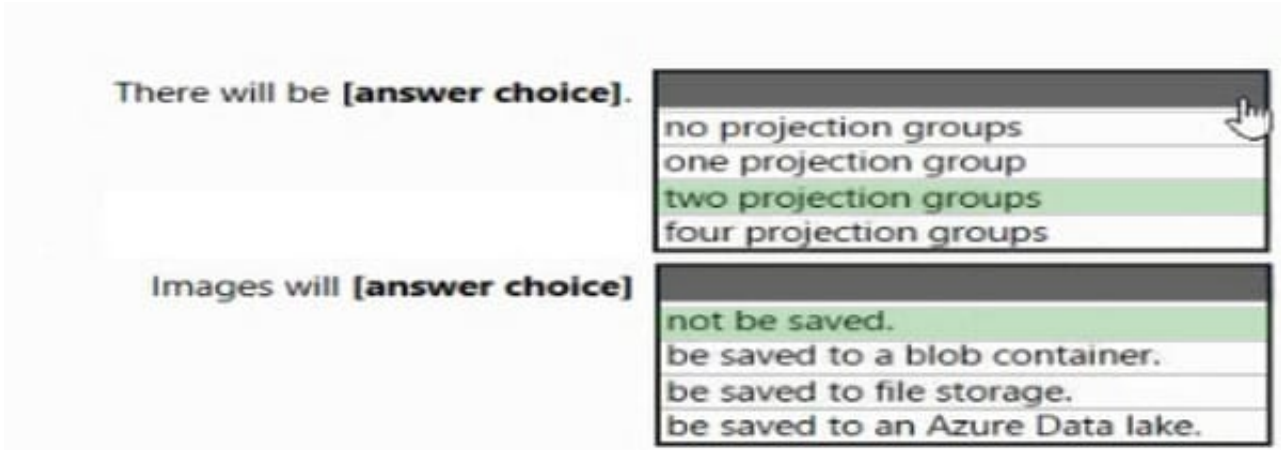 There will be [answer choice].
no projection groups
one projection group
two projection groups
four projection groups
Images will [answer choice]
not be saved.
be saved to a blob container.
be saved to file storage.
be saved to an Azure Data lake.